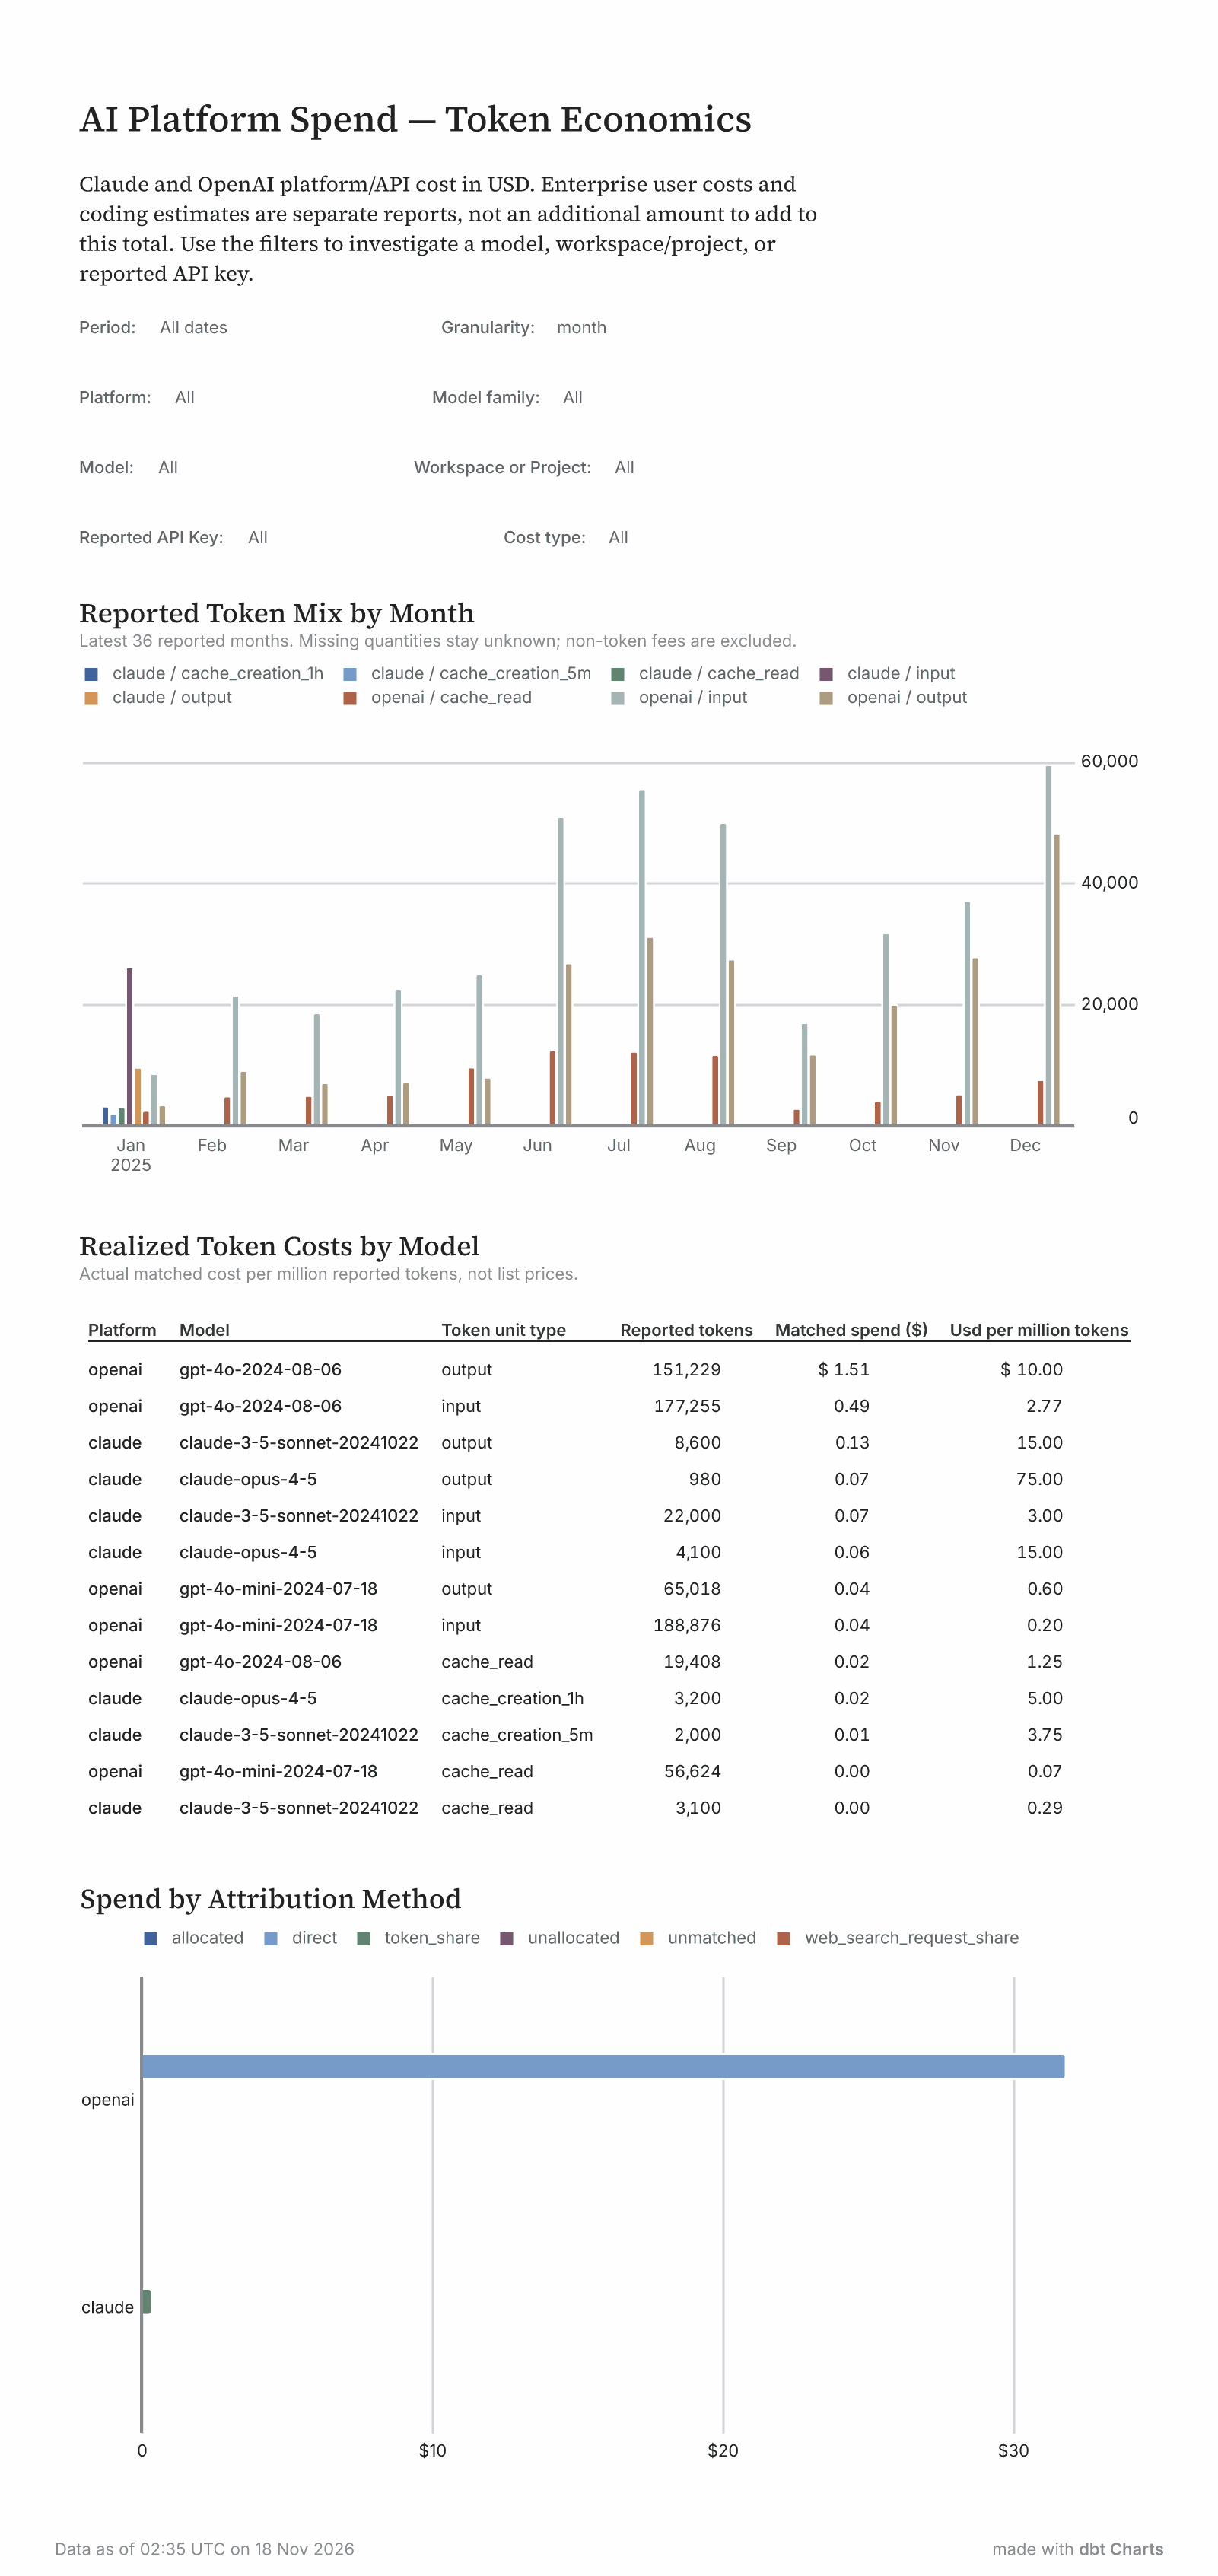 AI Platform Spend — Token Economics
Claude and OpenAI platform/API cost in USD. Enterprise user costs and
coding estimates are separate reports, not an additional amount to add to
this total. Use the filters to investigate a model, workspace/project, or
reported API key.
Period: All dates Granularity: month
Platform: All Model family: All
Model: All Workspace or Project: All
Reported API Key: All Cost type: All
Reported Token Mix by Month
Latest 36 reported months. Missing quantities stay unknown; non-token fees are excluded.
claude / cache_creation_1h claude / cache_creation_5m claude / cache_read claude / input
claude / output openai / cache_read openai / input openai / output
60,000
40,000
20,000
0
Jan Feb Mar Apr May Jun Jul Aug Sep Oct Nov Dec
2025
Realized Token Costs by Model
Actual matched cost per million reported tokens, not list prices.
Platform Model Token unit type Reported tokens Matched spend ($) Usd per million tokens
openai gpt-4o-2024-08-06 output 151,229 $ 1.51 $ 10.00
openai gpt-4o-2024-08-06 input 177,255 0.49 2.77
claude claude-3-5-sonnet-20241022 output 8,600 0.13 15.00
claude claude-opus-4-5 output 980 0.07 75.00
claude claude-3-5-sonnet-20241022 input 22,000 0.07 3.00
claude claude-opus-4-5 input 4,100 0.06 15.00
openai gpt-4o-mini-2024-07-18 output 65,018 0.04 0.60
openai gpt-4o-mini-2024-07-18 input 188,876 0.04 0.20
openai gpt-4o-2024-08-06 cache_read 19,408 0.02 1.25
claude claude-opus-4-5 cache_creation_1h 3,200 0.02 5.00
claude claude-3-5-sonnet-20241022 cache_creation_5m 2,000 0.01 3.75
openai gpt-4o-mini-2024-07-18 cache_read 56,624 0.00 0.07
claude claude-3-5-sonnet-20241022 cache_read 3,100 0.00 0.29
Spend by Attribution Method
allocated direct token_share unallocated unmatched web_search_request_share
openai
claude
0 $10 $20 $30
Data as of 02:35 UTC on 18 Nov 2026 made with dbt Charts